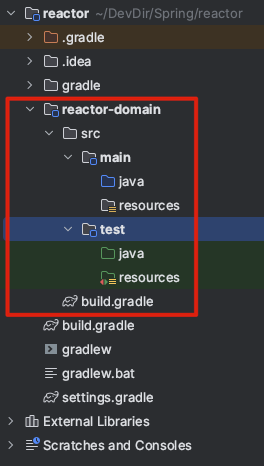 reactor ~/DevDir/Spring/reactor
.gradle
.idea
gradle
reactor-domain
src
main
java
resources
test
java
resources
build.gradle
build.gradle
gradlew
gradlew.bat
settings.gradle
External Libraries
Scratches and Consoles